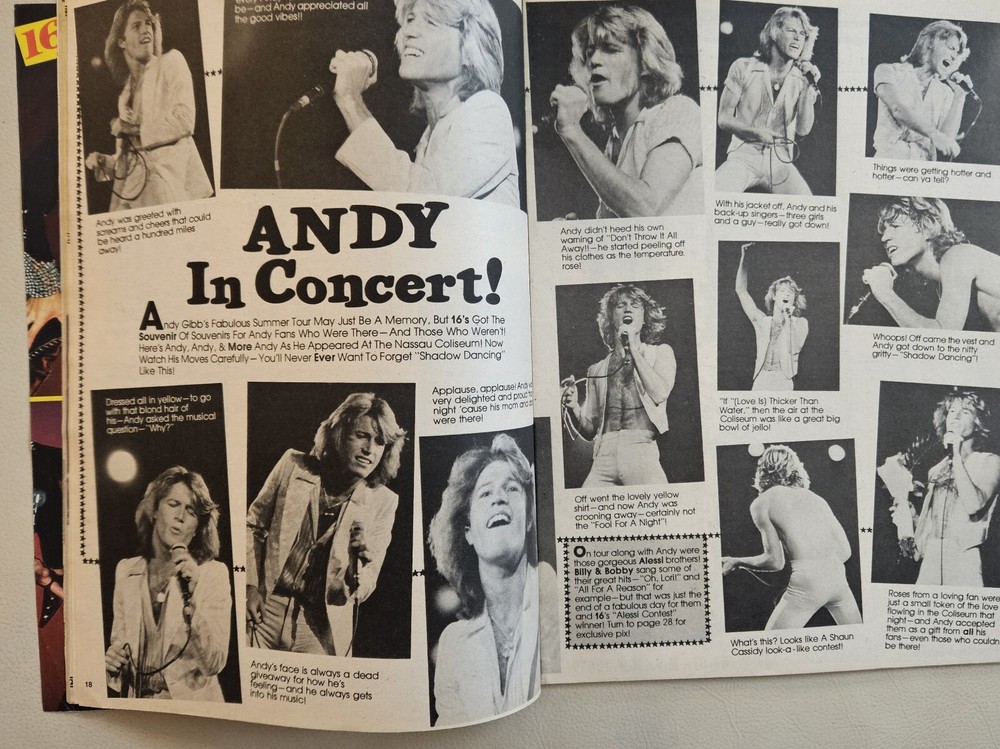 16
be—and Andy appreciated all
the good vibes!!
Andy was greeted with
screams and cheers that could
be heard a hundred miles
away!
ANDY
In Concert!
Andy Gibb's Fabulous Summer Tour May Just Be A Memory, But 16's Got The
Souvenir Of Souvenirs For Andy Fans Who Were There—And Those Who Weren't!
Here's Andy, Andy, & More Andy As He Appeared At The Nassau Coliseum! Now
Watch His Moves Carefully—You'll Never Ever Want To Forget "Shadow Dancing"
Like This!
Dressed all in yellow—to go
with that blond hair of
his—Andy asked the musical
question—"Why?"
Applause, applause! Andy
very delighted and proud
night 'cause his mom and
were there!
Andy's face is always a dead
giveaway for how he's
feeling—and he always gets
into his music!
18
Andy didn't heed his own
warning of "Don't Throw It All
Away!!—he started peeling off
his clothes as the temperature
rose!
With his jacket off, Andy and his
back-up singers—three girls
and a guy—really got down!
Things were getting hotter and
hotter—can ya tell?
Whoops! Off came the vest and
Andy got down to the nifty
gritty—"Shadow Dancing"!
Off went the lovely yellow
shirt—and now Andy was
crooning away—certainly not
the "Fool For A Night"!
"If "(Love Is) Thicker Than
Water," then the air at the
Coliseum was like a great big
bowl of jello!
On tour along with Andy were
those gorgeous Alessi brothers!
Billy & Bobby sang some of
their great hits—"Oh, Lori!" and
"All For A Reason" for
example—but that was just the
end of a fabulous day for them
and 16's "Alessi Contest"
winner! Turn to page 28 for
exclusive pix!
What's this? Looks like A Shaun
Cassidy look-a-like contest!
Roses from a loving fan were
just a small token of the love
flowing in the Coliseum that
night—and Andy accepted
them as a gift from all his
fans—even those who couldn't
be there!